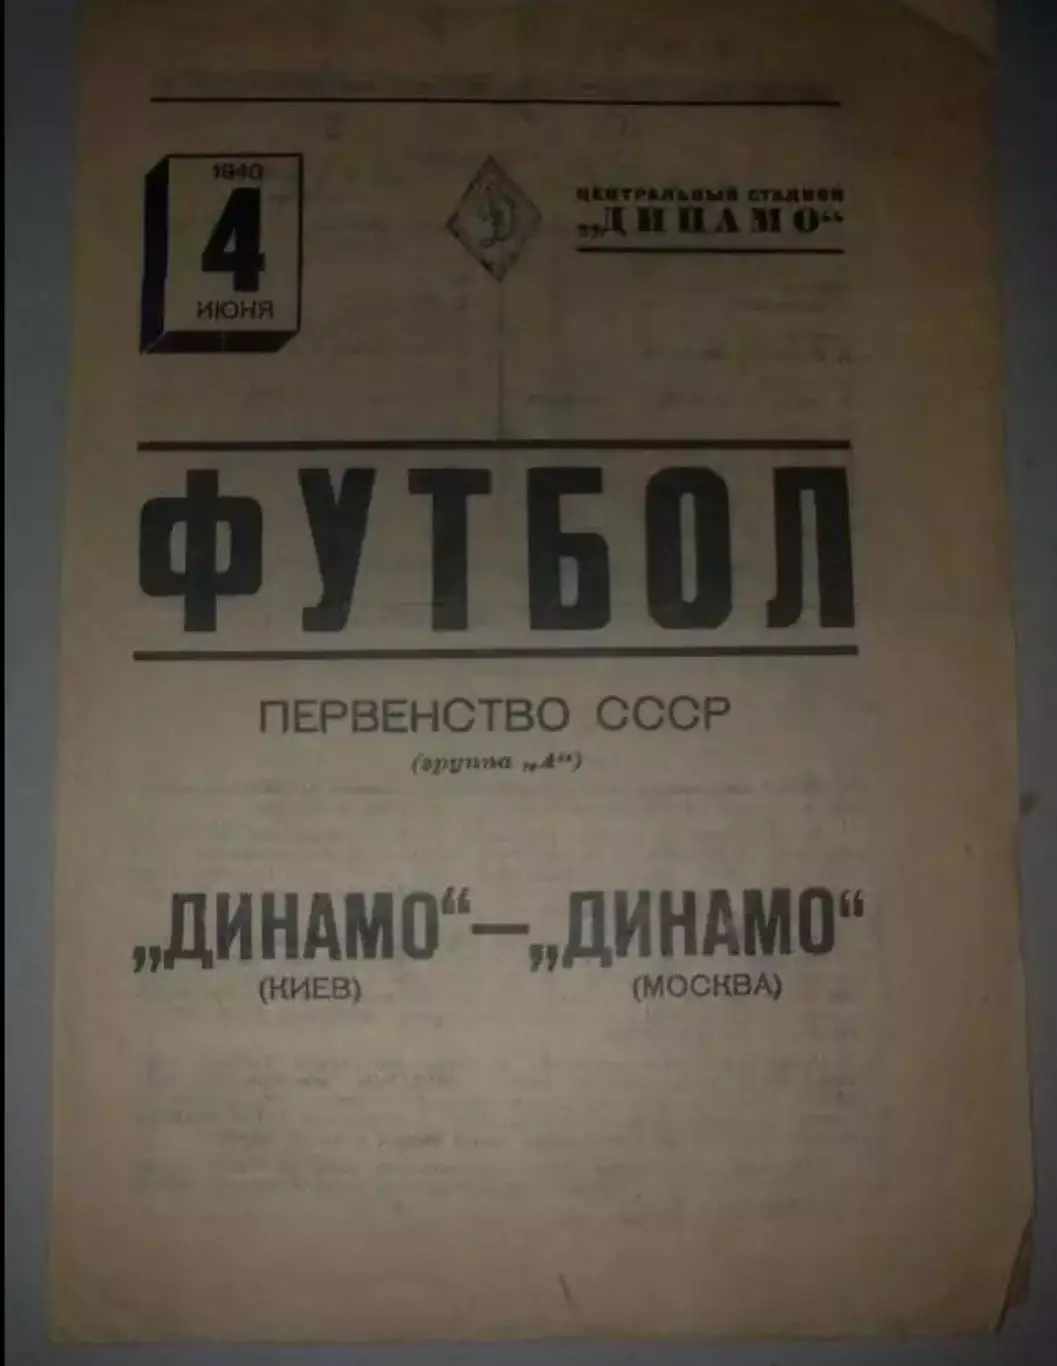 1940
4
ИЮНЯ
ЦЕНТРАЛЬНЫЙ СТАДИОН
„ДИНАМО“
ФУТБОЛ
ПЕРВЕНСТВО СССР
(группа „А“)
„ДИНАМО“ — „ДИНАМО“
(КИЕВ) (МОСКВА)